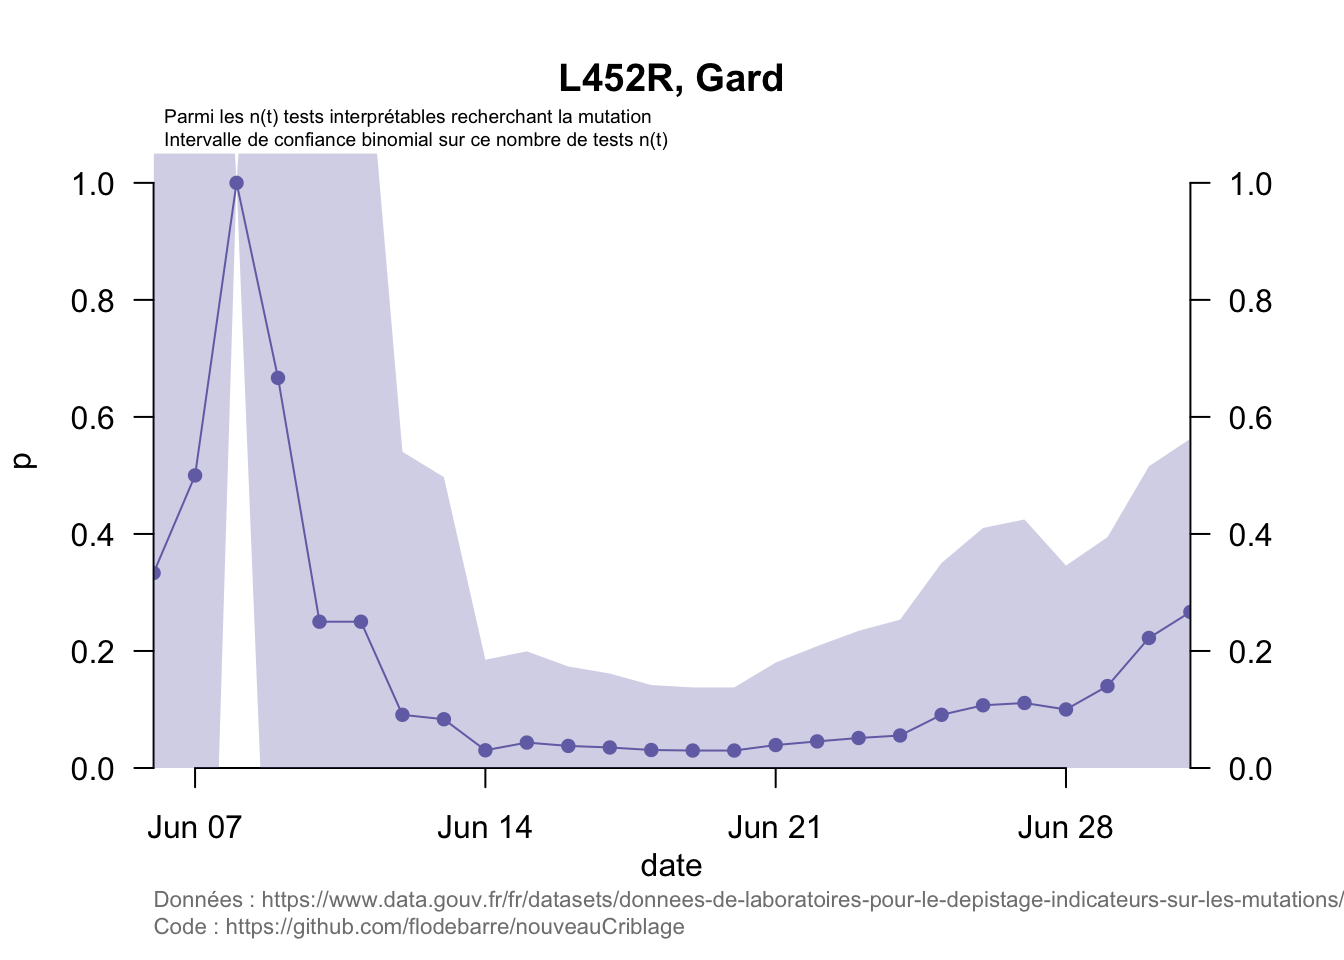 L452R, Gard
Parmi les n(t) tests interprétables recherchant la mutation
Intervalle de confiance binomial sur ce nombre de tests n(t)
1.0 1.0
0.8 0.8
0.6 0.6
p
0.4 0.4
0.2 0.2
0.0 0.0
Jun 07 Jun 14 Jun 21 Jun 28
date
Données : https://www.data.gouv.fr/fr/datasets/donnees-de-laboratoires-pour-le-depistage-indicateurs-sur-les-mutations/
Code : https://github.com/flodebarre/nouveauCriblage